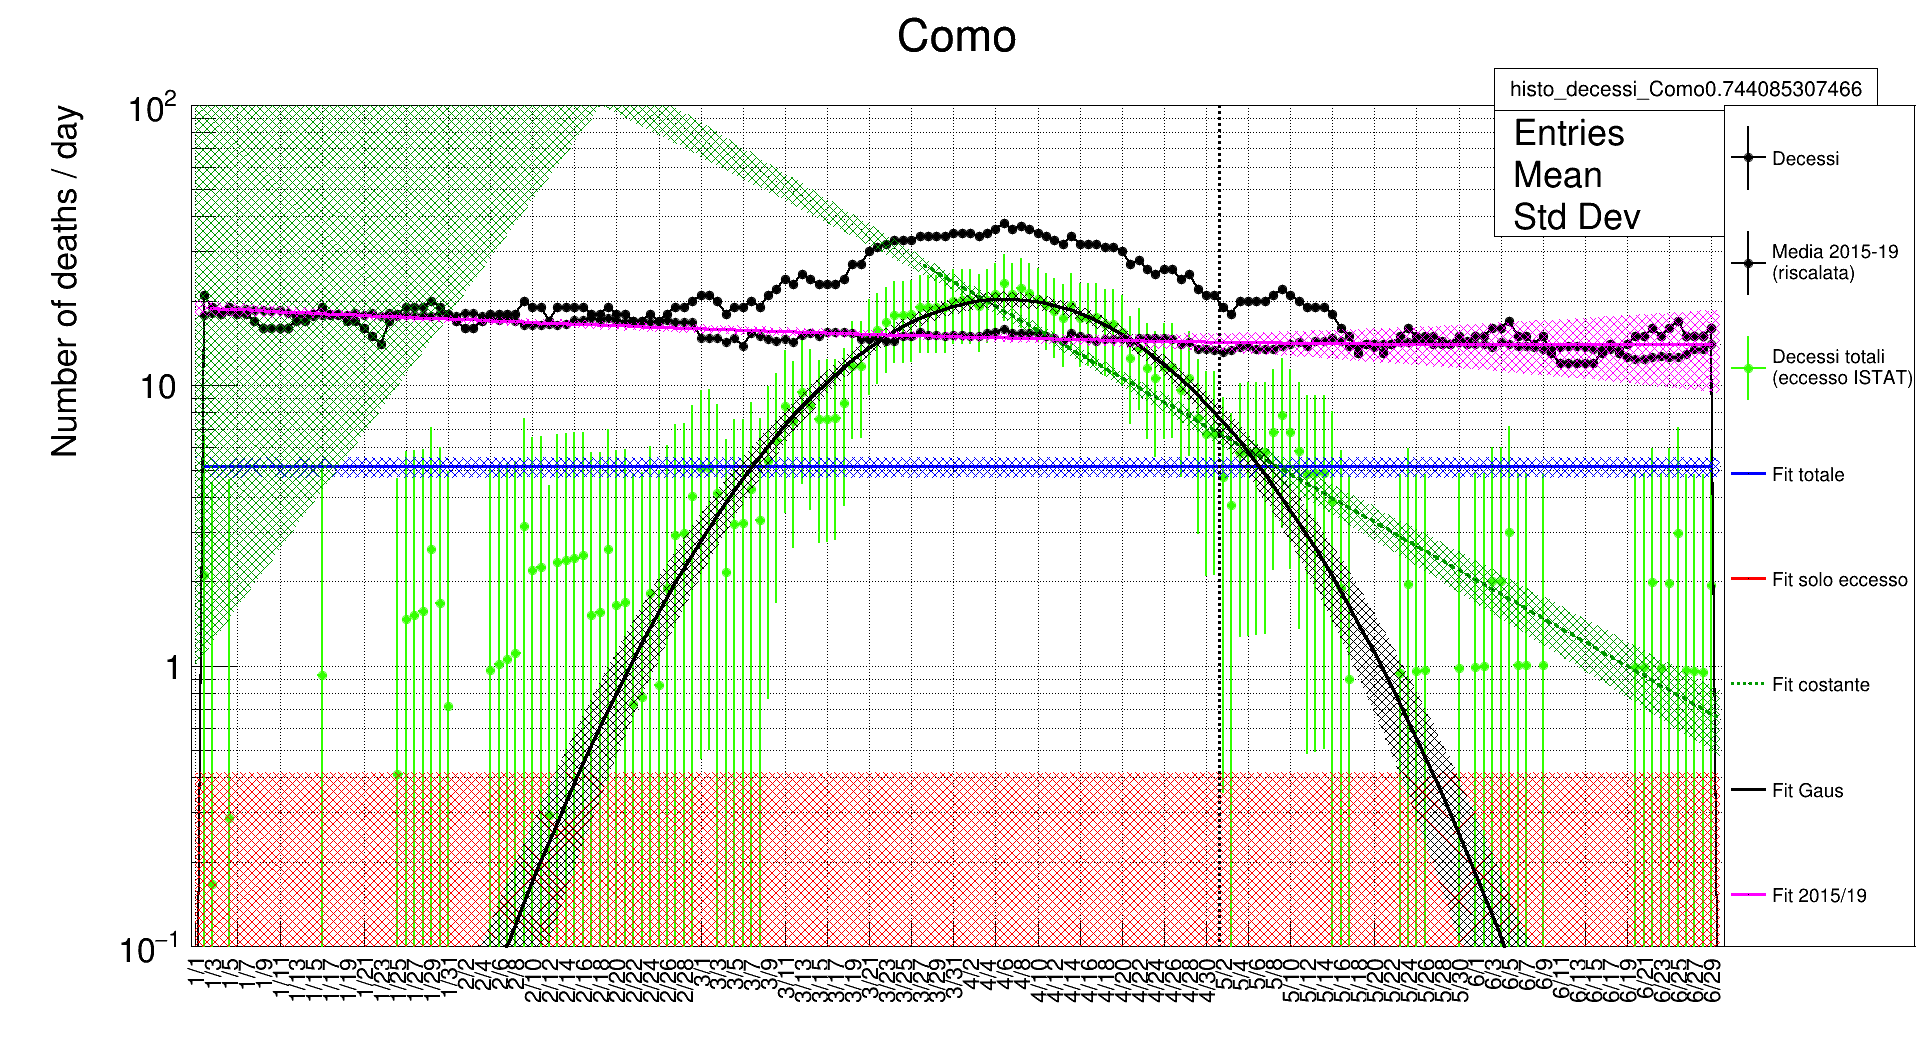 Como
histo_decessi_Como0.744085307466
Entries
Mean
Std Dev
Number of deaths / day
10²
10
1
10⁻¹
Decessi
Media 2015-19
(riscalata)
Decessi totali
(eccesso ISTAT)
Fit totale
Fit solo eccesso
Fit costante
Fit Gaus
Fit 2015/19
1/1 1/3 1/5 1/7 1/9 1/11 1/13 1/15 1/17 1/19 1/21 1/23 1/25 1/27 1/29 1/31 2/2 2/4 2/6 2/8 2/10 2/12 2/14 2/16 2/18 2/20 2/22 2/24 2/26 2/28 3/1 3/3 3/5 3/7 3/9 3/11 3/13 3/15 3/17 3/19 3/21 3/23 3/25 3/27 3/29 3/31 4/2 4/4 4/6 4/8 4/10 4/12 4/14 4/16 4/18 4/20 4/22 4/24 4/26 4/28 4/30 5/2 5/4 5/6 5/8 5/10 5/12 5/14 5/16 5/18 5/20 5/22 5/24 5/26 5/28 5/30 6/1 6/3 6/5 6/7 6/9 6/11 6/13 6/15 6/17 6/19 6/21 6/23 6/25 6/27 6/29